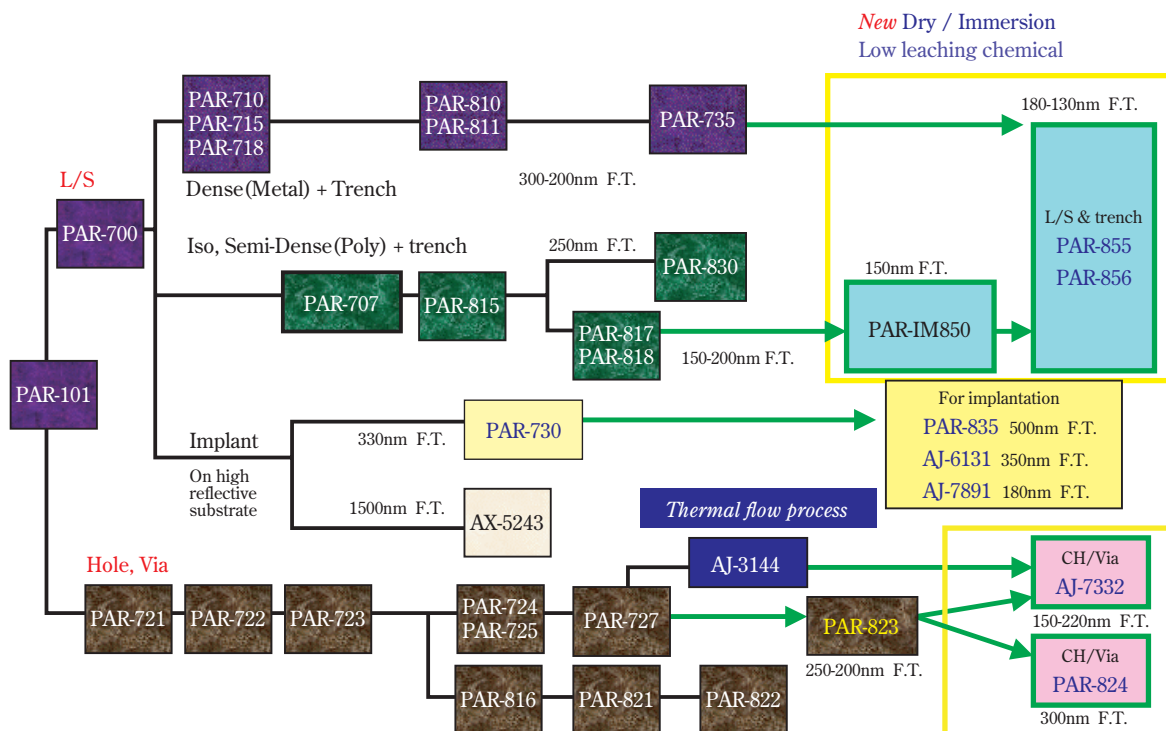 New Dry / Immersion
Low leaching chemical
PAR-710
PAR-715
PAR-718
PAR-810
PAR-811
PAR-735
180-130nm F.T.
Dense(Metal) + Trench
300-200nm F.T.
L/S
PAR-700
Iso, Semi-Dense(Poly) + trench
250nm F.T.
PAR-707
PAR-815
PAR-830
PAR-817
PAR-818
150-200nm F.T.
150nm F.T.
PAR-IM850
L/S & trench
PAR-855
PAR-856
PAR-101
Implant
On high
reflective
substrate
330nm F.T.
PAR-730
1500nm F.T.
AX-5243
For implantation
PAR-835 500nm F.T.
AJ-6131 350nm F.T.
AJ-7891 180nm F.T.
Thermal flow process
AJ-3144
Hole, Via
PAR-721
PAR-722
PAR-723
PAR-724
PAR-725
PAR-727
PAR-823
250-200nm F.T.
CH/Via
AJ-7332
150-220nm F.T.
PAR-816
PAR-821
PAR-822
CH/Via
PAR-824
300nm F.T.